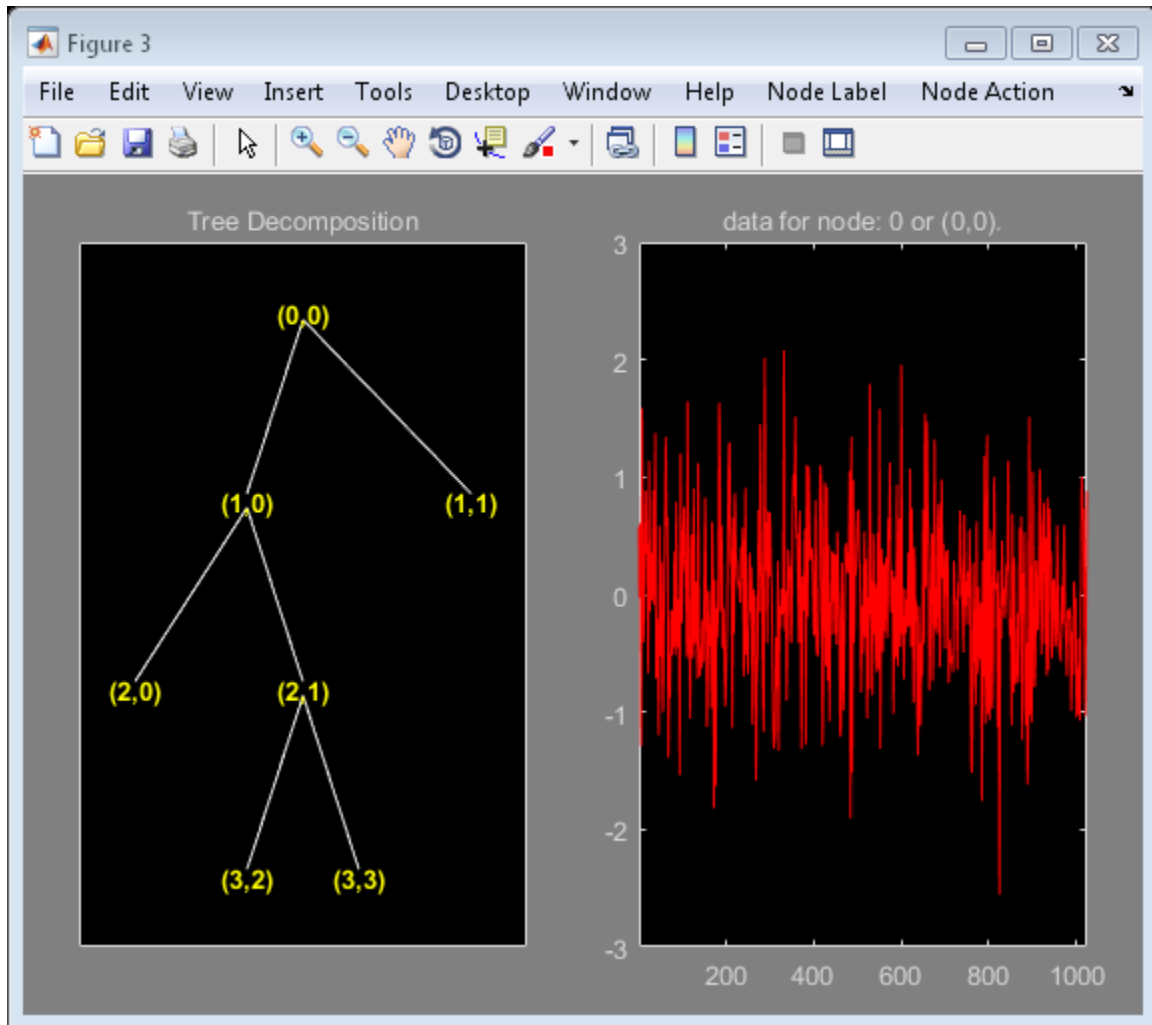 Figure 3
File Edit View Insert Tools Desktop Window Help Node Label Node Action
Tree Decomposition
(0,0)
(1,0) (1,1)
(2,0) (2,1)
(3,2) (3,3)
data for node: 0 or (0,0).
3
2
1
0
-1
-2
-3
200 400 600 800 1000